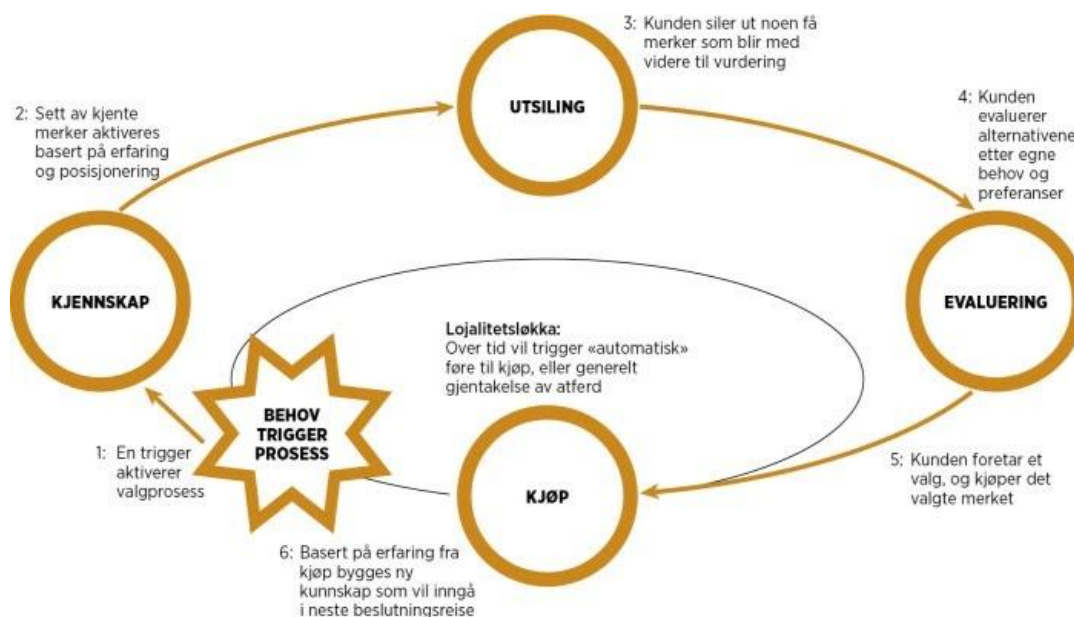 3: Kunden siler ut noen få
merker som blir med
videre til vurdering
UTSILING
2: Sett av kjente
merker aktiveres
basert på erfaring
og posisjonering
4: Kunden
evaluerer
alternativene
etter egne
behov og
preferanser
KJENNSKAP
EVALUERING
Lojalitetsløkka:
Over tid vil trigger «automatisk»
føre til kjøp, eller generelt
gjentakelse av atferd
BEHOV
TRIGGER
PROSESS
1: En trigger
aktiverer
valgprosess
KJØP
5: Kunden foretar et
valg, og kjøper det
valgte merket
6: Basert på erfaring fra
kjøp bygges ny
kunnskap som vil inngå
i neste beslutningsreise